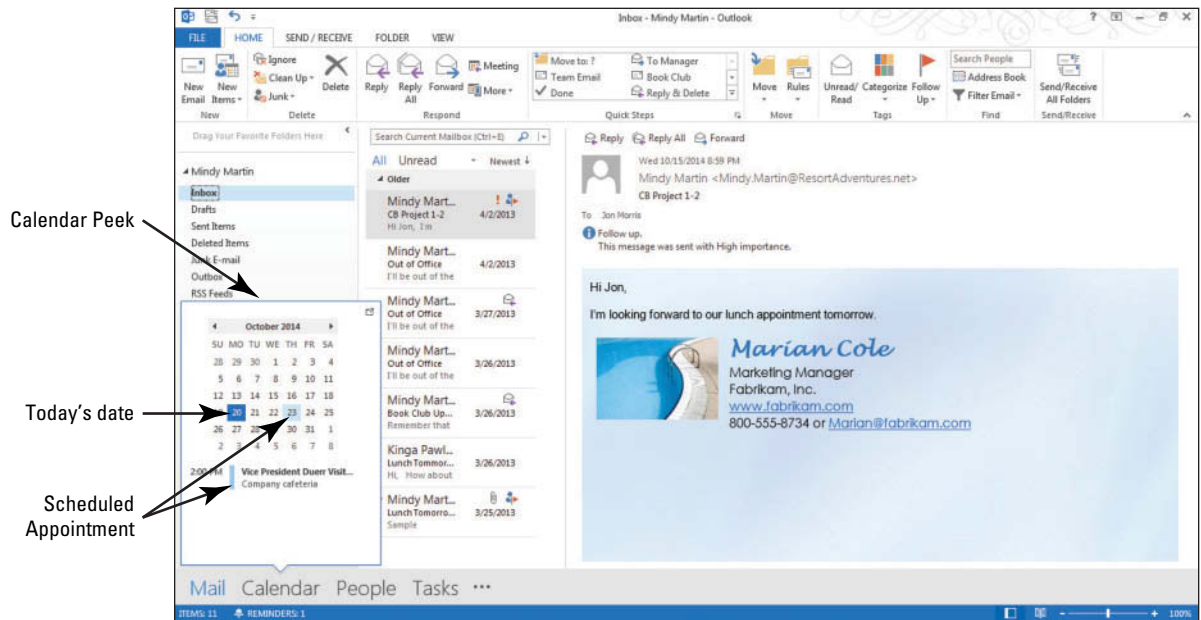 Inbox - Mindy Martin - Outlook
?
FILE HOME SEND / RECEIVE FOLDER VIEW
New Email
New Items
Ignore
Clean Up
Junk
Delete
Reply
Reply All
Forward
Meeting
More
Move to: ?
Team Email
Done
To Manager
Book Club
Reply & Delete
Move
Rules
Unread/ Read
Categorize
Follow Up
Search People
Address Book
Filter Email
Send/Receive All Folders
New Delete Respond Quick Steps Move Tags Find Send/Receive
Drag Your Favorite Folders Here
Mindy Martin
Inbox
Drafts
Sent Items
Deleted Items
Junk E-mail
Outbox
RSS Feeds
Calendar Peek
Today's date
Scheduled Appointment
October 2014
SU MO TU WE TH FR SA
28 29 30 1 2 3 4
5 6 7 8 9 10 11
12 13 14 15 16 17 18
20 21 22 23 24 25
26 27 28 30 31 1
2 3 4 5 6 7 8
2:00 PM Vice President Duerr Visit...
Company cafeteria
Search Current Mailbox (Ctrl+E)
All Unread Newest
Older
Mindy Mart...
CB Project 1-2 4/2/2013
Hi Jon, I'm
Mindy Mart...
Out of Office 4/2/2013
I'll be out of the
Mindy Mart...
Out of Office 3/27/2013
I'll be out of the
Mindy Mart...
Out of Office 3/26/2013
I'll be out of the
Mindy Mart...
Book Club Up... 3/26/2013
Remember that
Kinga Pawl...
Lunch Tommor... 3/26/2013
Hi, How about
Mindy Mart...
Lunch Tomorro... 3/25/2013
Sample
Reply Reply All Forward
Wed 10/15/2014 8:59 PM
Mindy Martin <Mindy.Martin@ResortAdventures.net>
CB Project 1-2
To Jon Morris
Follow up.
This message was sent with High importance.
Hi Jon,
I'm looking forward to our lunch appointment tomorrow.
Marian Cole
Marketing Manager
Fabrikam, Inc.
www.fabrikam.com
800-555-8734 or Marian@fabrikam.com
Mail Calendar People Tasks ...
ITEMS: 11 REMINDERS: 1
100%